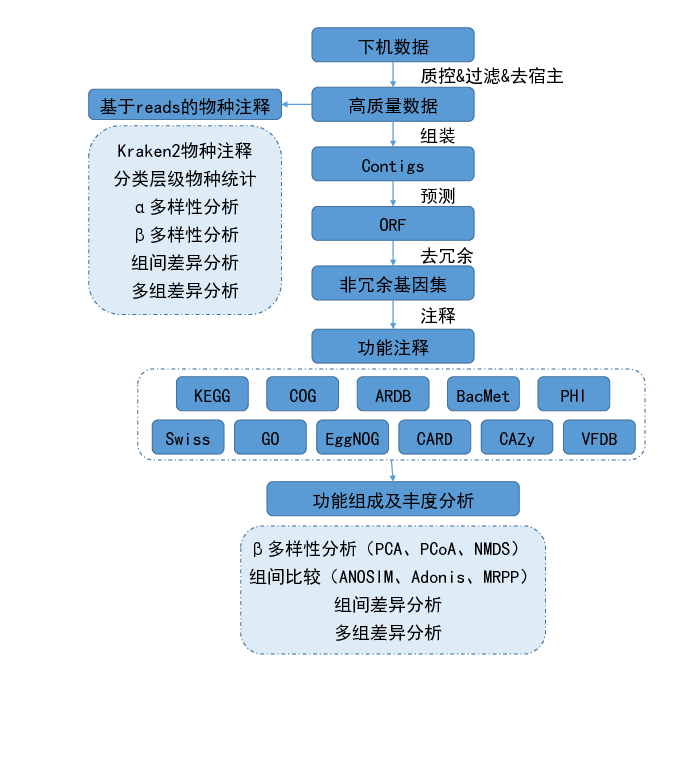 下机数据
质控&过滤&去宿主
基于reads的物种注释
高质量数据
组装
Kraken2物种注释
分类层级物种统计
α多样性分析
β多样性分析
组间差异分析
多组差异分析
Contigs
预测
ORF
去冗余
非冗余基因集
注释
功能注释
KEGG
COG
ARDB
BacMet
PHI
Swiss
GO
EggNOG
CARD
CAZy
VFDB
功能组成及丰度分析
β多样性分析（PCA、PCoA、NMDS）
组间比较（ANOSIM、Adonis、MRPP）
组间差异分析
多组差异分析